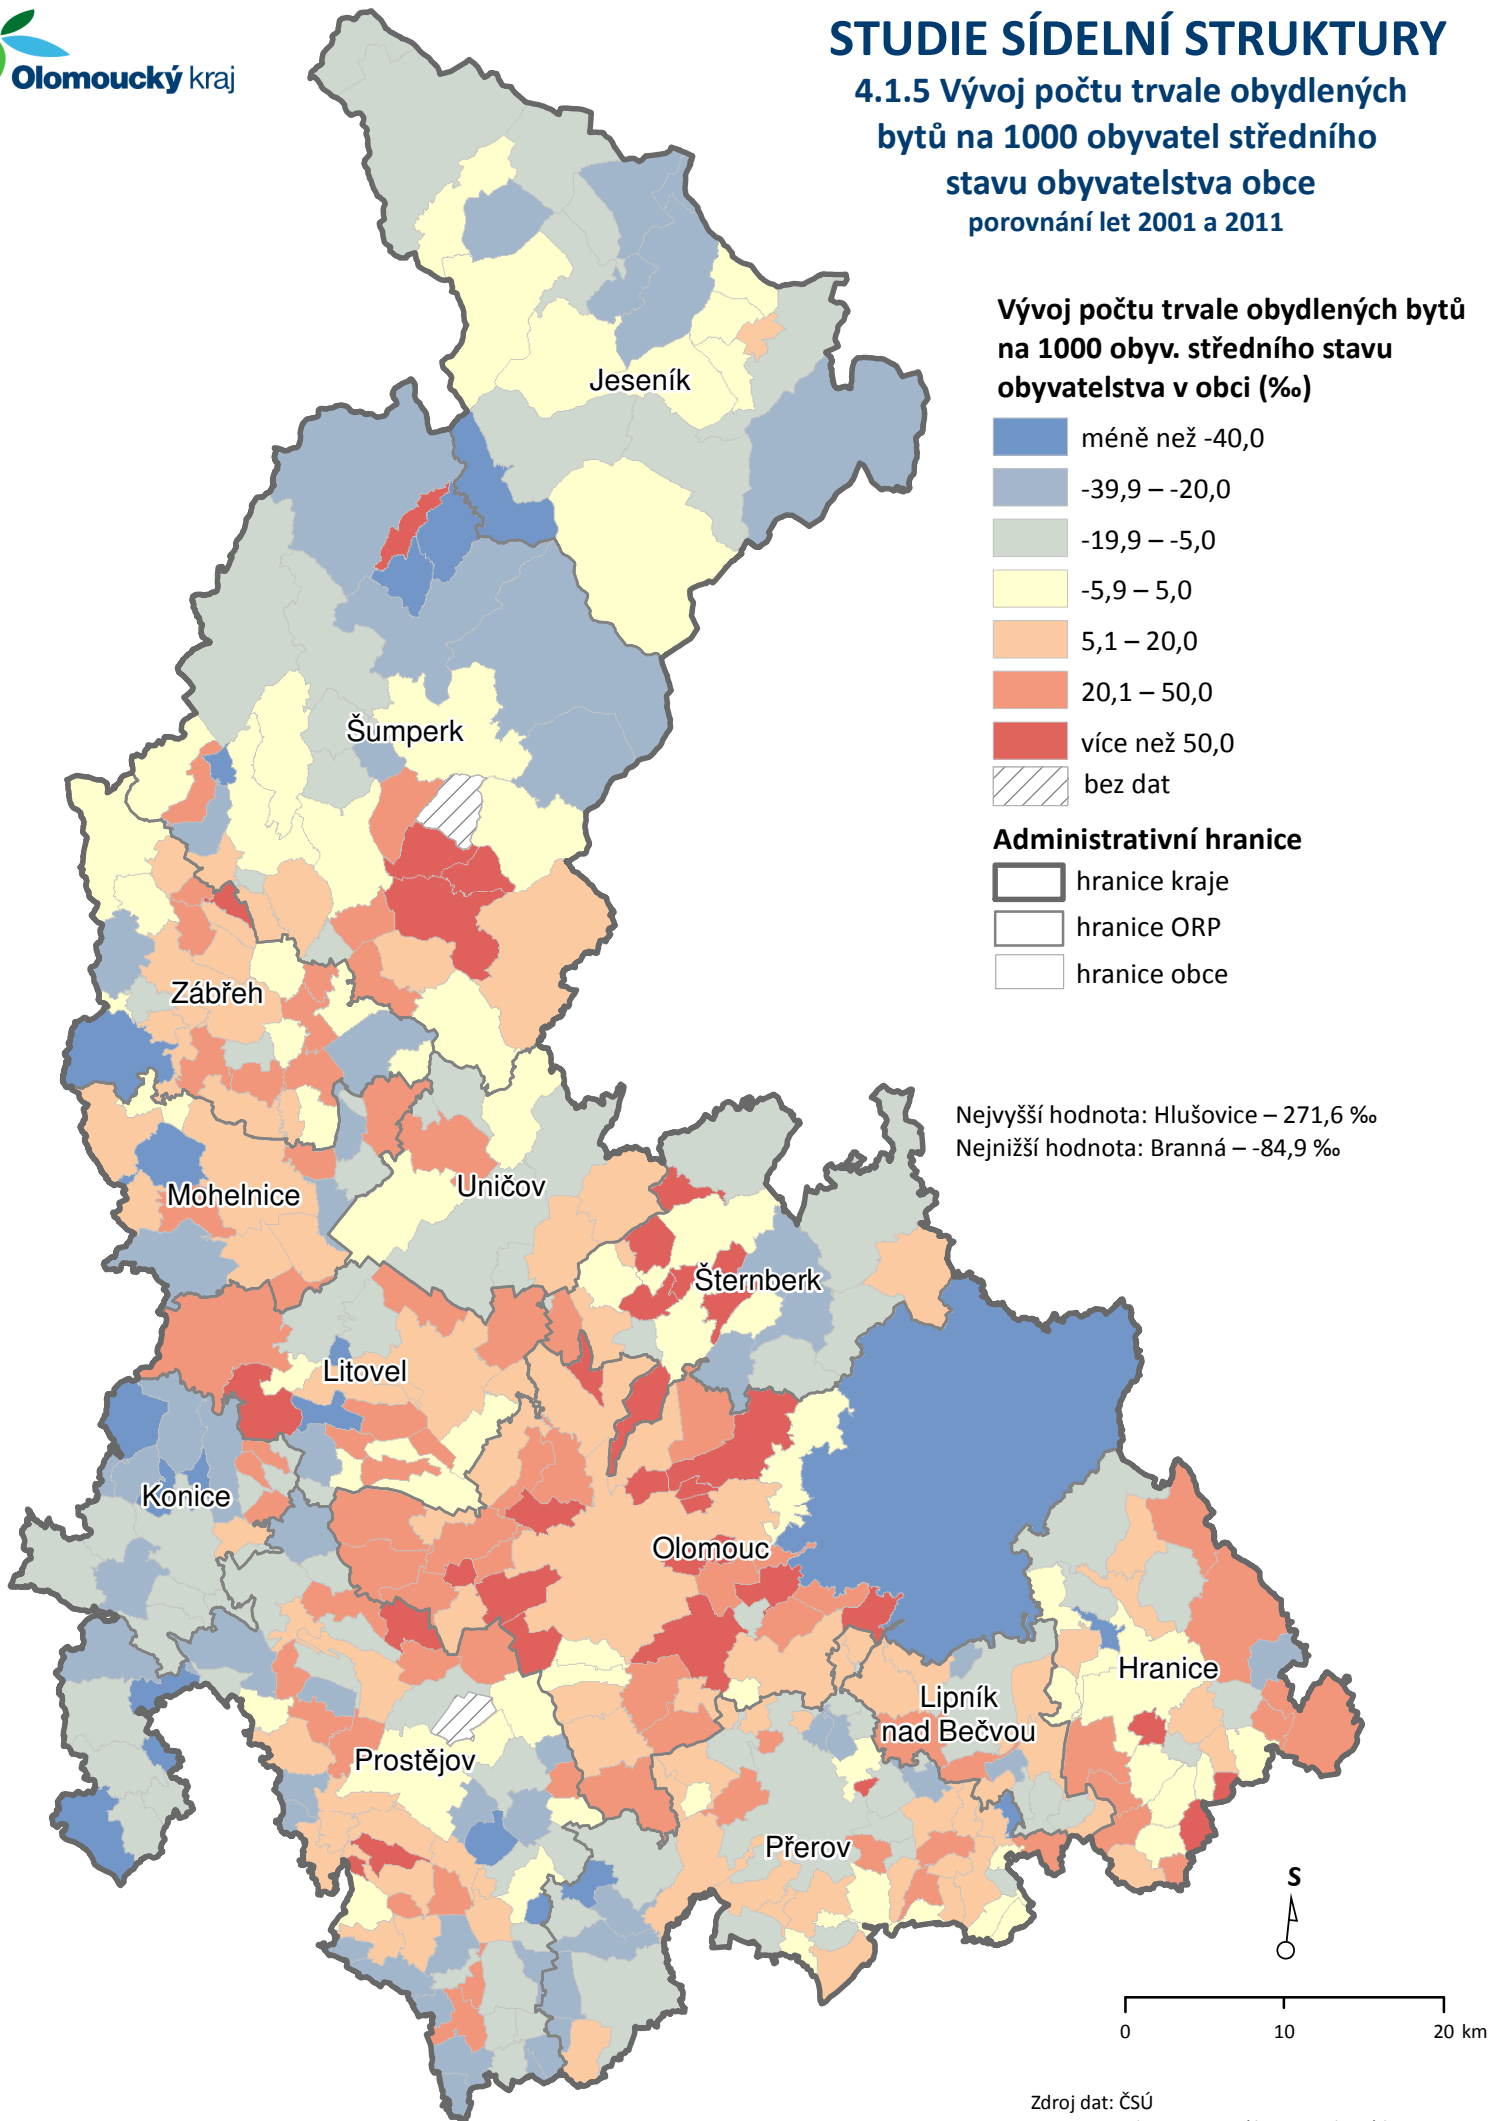 Olomoucký kraj
STUDIE SÍDELNÍ STRUKTURY
4.1.5 Vývoj počtu trvale obydlených
bytů na 1000 obyvatel středního
stavu obyvatelstva obce
porovnání let 2001 a 2011
Vývoj počtu trvale obydlených bytů
na 1000 obyv. středního stavu
obyvatelstva v obci (‰)
méně než -40,0
-39,9 – -20,0
-19,9 – -5,0
-5,9 – 5,0
5,1 – 20,0
20,1 – 50,0
více než 50,0
bez dat
Administrativní hranice
hranice kraje
hranice ORP
hranice obce
Nejvyšší hodnota: Hlušovice – 271,6 ‰
Nejnižší hodnota: Branná – -84,9 ‰
Jeseník
Šumperk
Zábřeh
Mohelnice
Uničov
Šternberk
Litovel
Konice
Olomouc
Hranice
Lipník
nad Bečvou
Prostějov
Přerov
S
0 10 20 km
Zdroj dat: ČSÚ